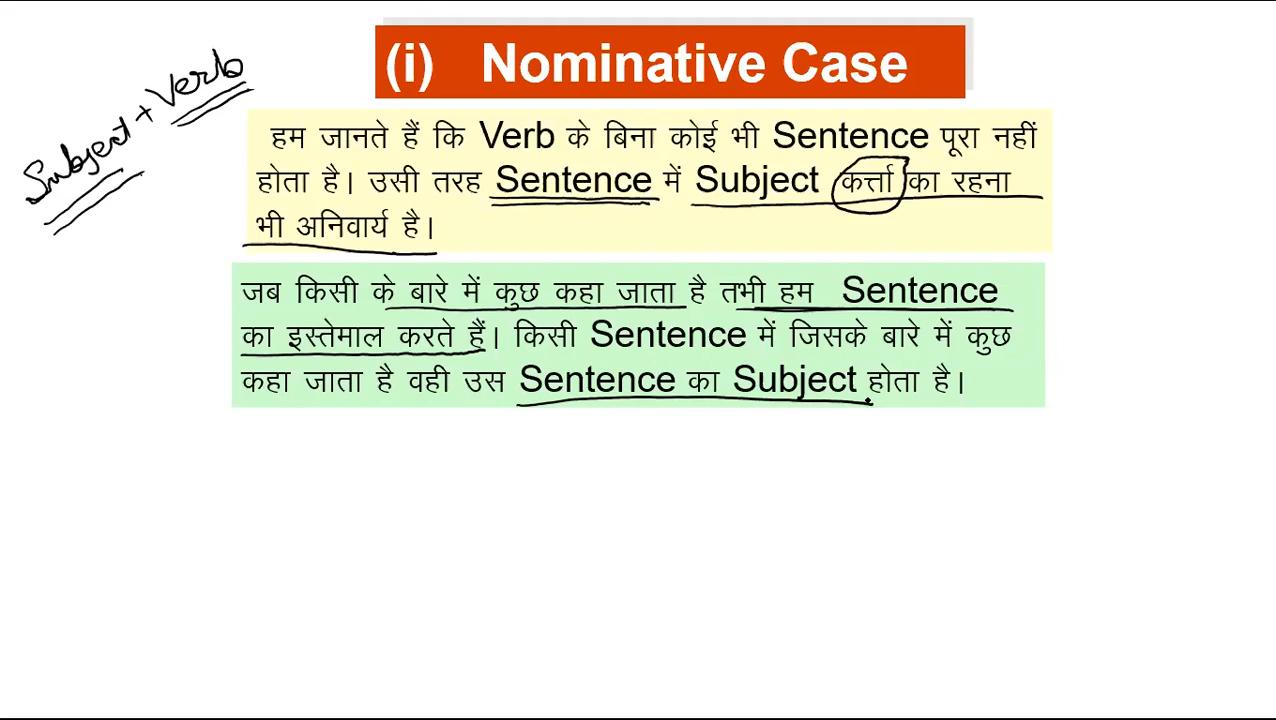 (i) Nominative Case
Subject + Verb
हम जानते हैं कि Verb के बिना कोई भी Sentence पूरा नहीं
होता है। उसी तरह Sentence में Subject कर्त्ता का रहना
भी अनिवार्य है।
जब किसी के बारे में कुछ कहा जाता है तभी हम Sentence
का इस्तेमाल करते हैं। किसी Sentence में जिसके बारे में कुछ
कहा जाता है वही उस Sentence का Subject होता है।